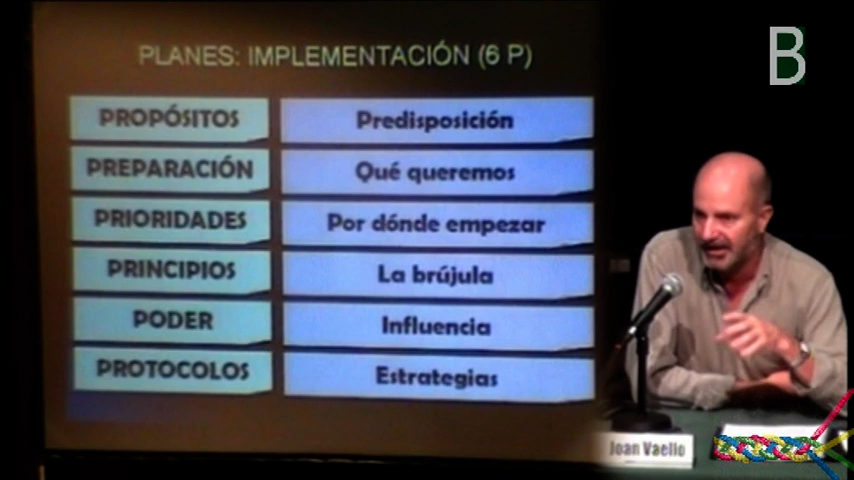 B
PLANES: IMPLEMENTACIÓN (6 P)
PROPÓSITOS Predisposición
PREPARACIÓN Qué queremos
PRIORIDADES Por dónde empezar
PRINCIPIOS La brújula
PODER Influencia
PROTOCOLOS Estrategias
Joan Vaello